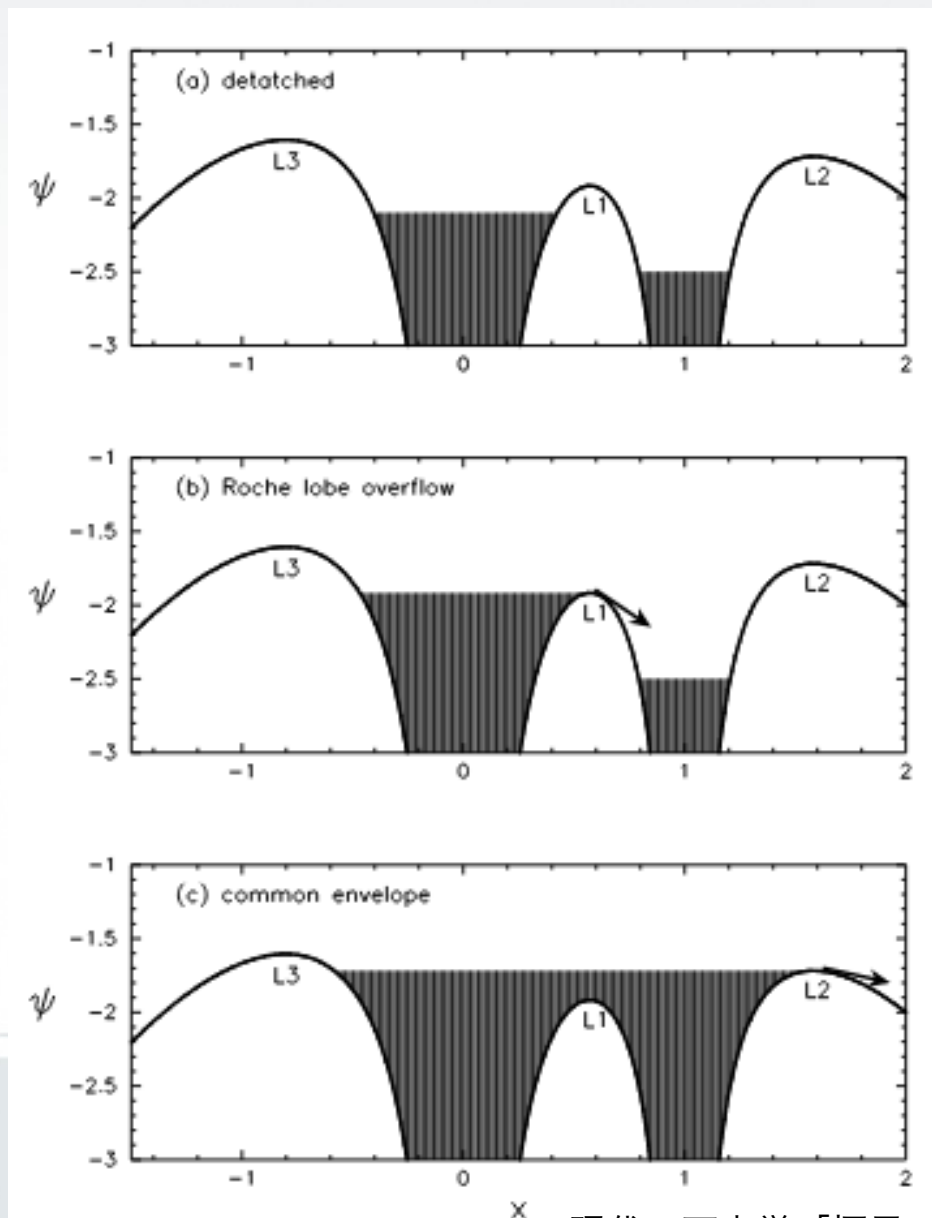 -1
(a) detatched
-1.5
L3
L2
ψ
-2
L1
-2.5
-3
-1 0 1 2
-1
(b) Roche lobe overflow
-1.5
L3
L2
ψ
-2
L1
-2.5
-3
-1 0 1 2
-1
(c) common envelope
-1.5
L3
L2
ψ
-2
L1
-2.5
-3
-1 0 1 2
x